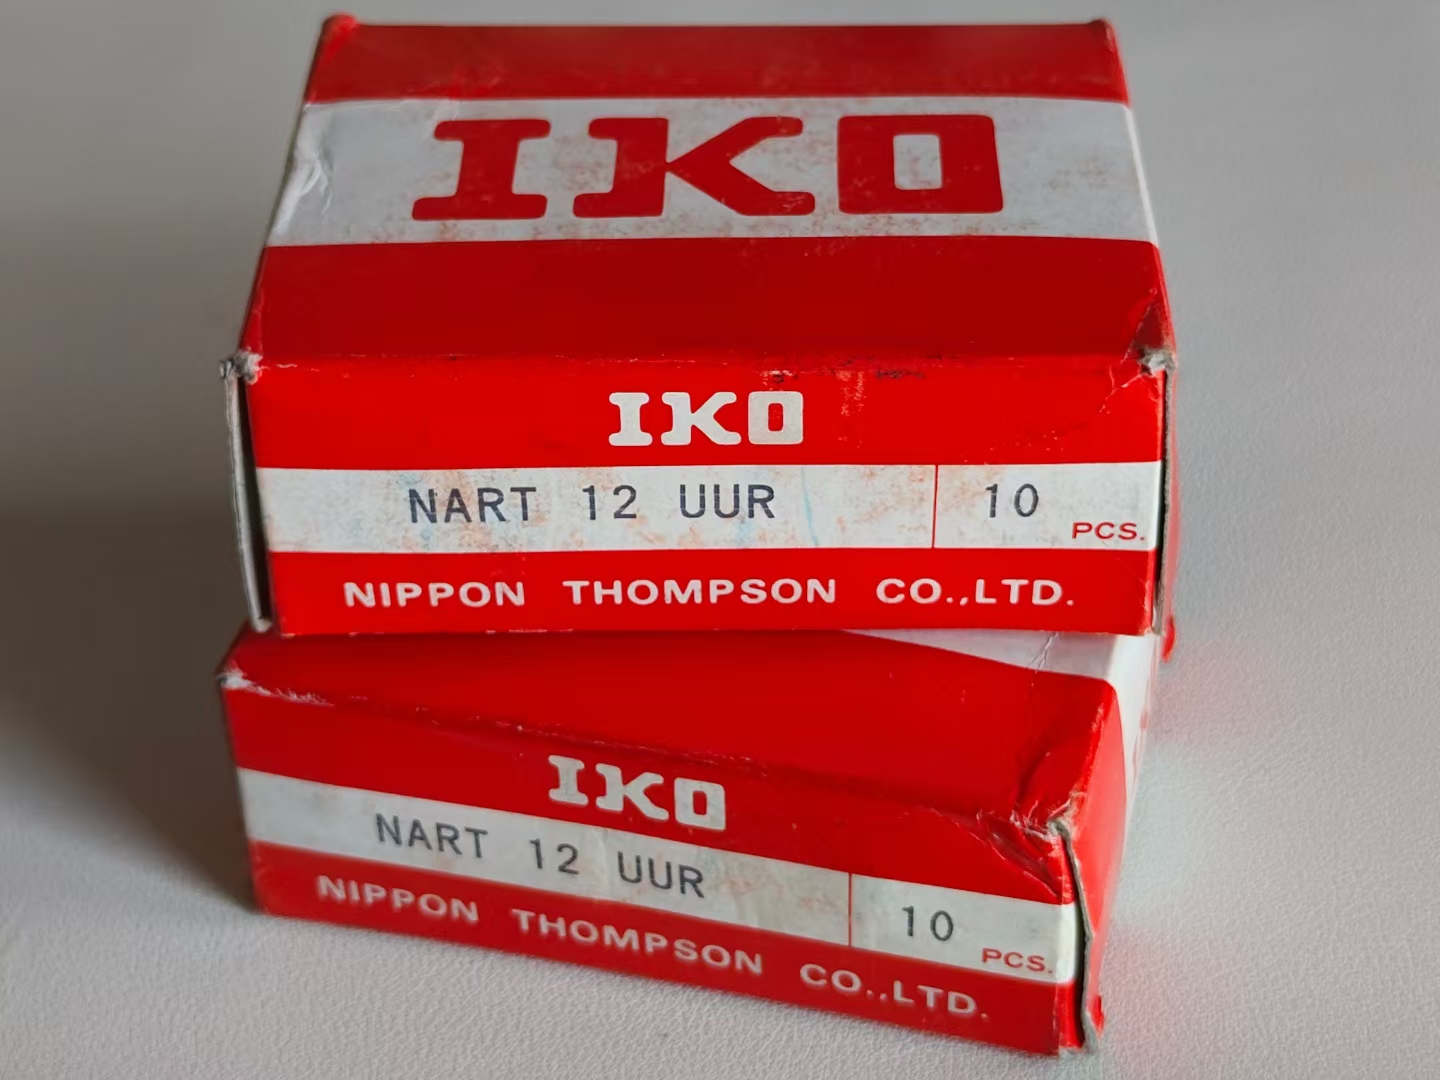 IKO
IKO
NART 12 UUR 10 PCS.
NIPPON THOMPSON CO.,LTD.
IKO
NART 12 UUR 10 PCS.
NIPPON THOMPSON CO.,LTD.